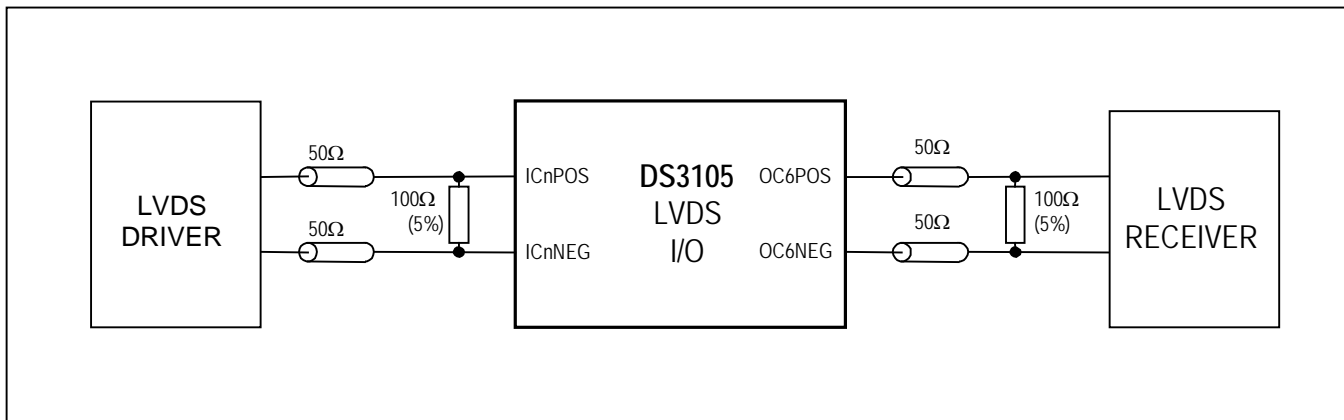 LVDS
DRIVER
50Ω
50Ω
100Ω
(5%)
ICnPOS
ICnNEG
DS3105
LVDS
I/O
OC6POS
OC6NEG
50Ω
50Ω
100Ω
(5%)
LVDS
RECEIVER